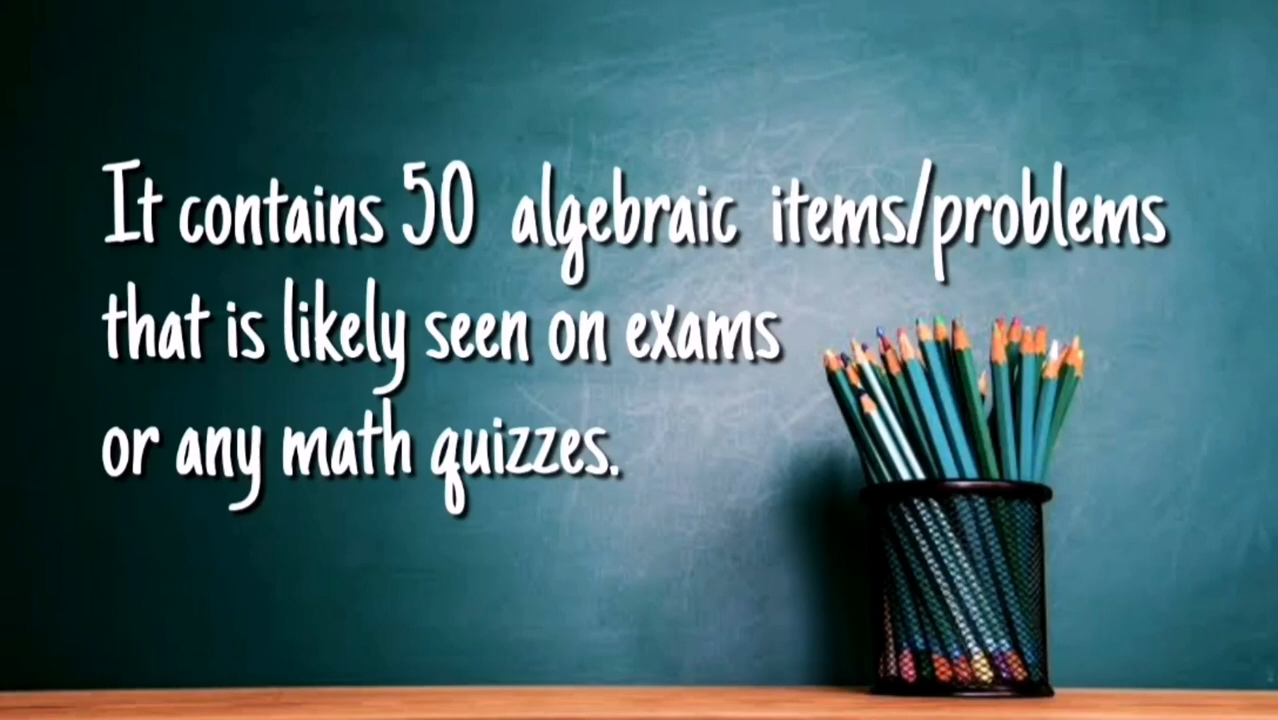 It contains 50 algebraic items/problems
that is likely seen on exams
or any math quizzes.